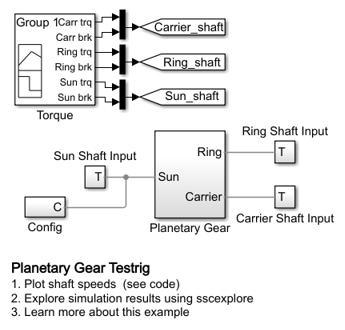 Group 1
Carr trq
Carr brk
Carrier_shaft
Ring trq
Ring brk
Ring_shaft
Sun trq
Sun brk
Sun_shaft
Torque
Ring Shaft Input
Sun Shaft Input
Ring
T
T
Sun
Carrier
T
C
Config
Planetary Gear
Carrier Shaft Input
Planetary Gear Testrig
1. Plot shaft speeds (see code)
2. Explore simulation results using sscexplore
3. Learn more about this example